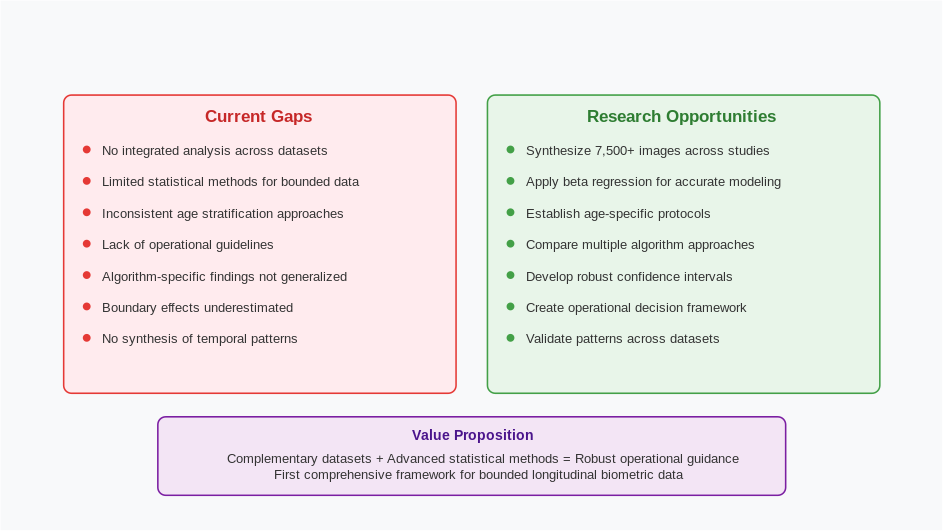 Current Gaps
No integrated analysis across datasets
Limited statistical methods for bounded data
Inconsistent age stratification approaches
Lack of operational guidelines
Algorithm-specific findings not generalized
Boundary effects underestimated
No synthesis of temporal patterns
Research Opportunities
Synthesize 7,500+ images across studies
Apply beta regression for accurate modeling
Establish age-specific protocols
Compare multiple algorithm approaches
Develop robust confidence intervals
Create operational decision framework
Validate patterns across datasets
Value Proposition
Complementary datasets + Advanced statistical methods = Robust operational guidance
First comprehensive framework for bounded longitudinal biometric data